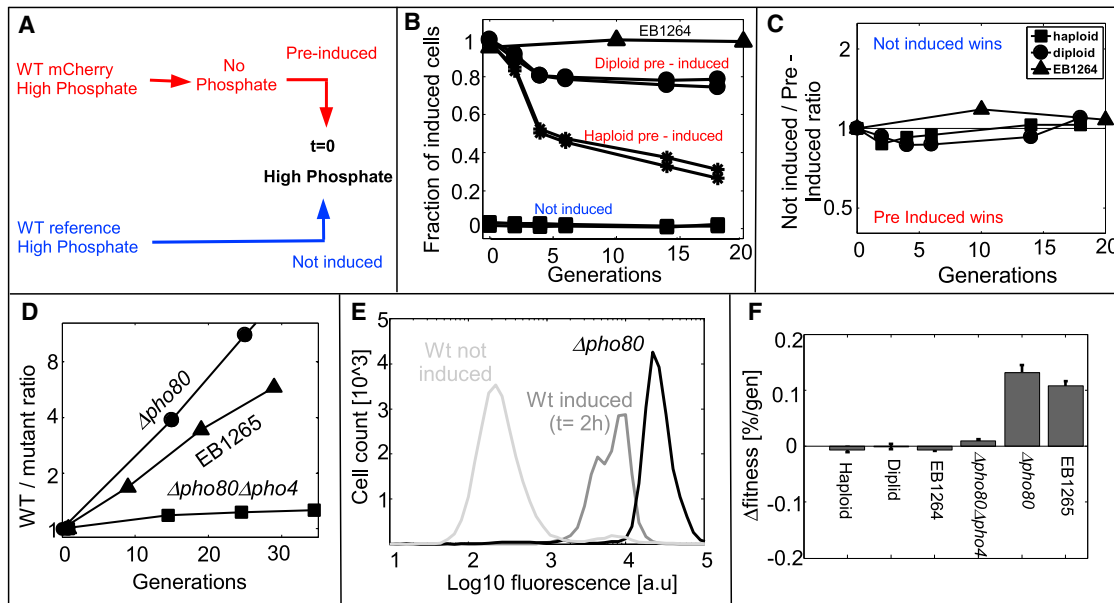 A
WT mCherry
High Phosphate
No
Phosphate
Pre-induced
t=0
High Phosphate
WT reference
High Phosphate
Not induced
B
Fraction of induced cells
1
0.8
0.6
0.4
0.2
0
EB1264
Diploid pre - induced
Haploid pre - induced
Not induced
0
5
10
15
20
Generations
C
Not induced / Pre -
Induced ratio
2
1
0.5
Not induced wins
haploid
diploid
EB1264
Pre Induced wins
0
5
10
15
20
Generations
D
WT / mutant ratio
8
4
2
1
Δpho80
EB1265
Δpho80Δpho4
0
10
20
30
Generations
E
Cell count [10^3]
5
4
3
2
1
0
Wt not
induced
Wt induced
(t= 2h)
Δpho80
1
2
3
4
5
Log10 fluorescence [a.u]
F
Δfitness [%/gen]
0.2
0.1
0
-0.1
-0.2
Haploid
Diplid
EB1264
Δpho80Δpho4
Δpho80
EB1265